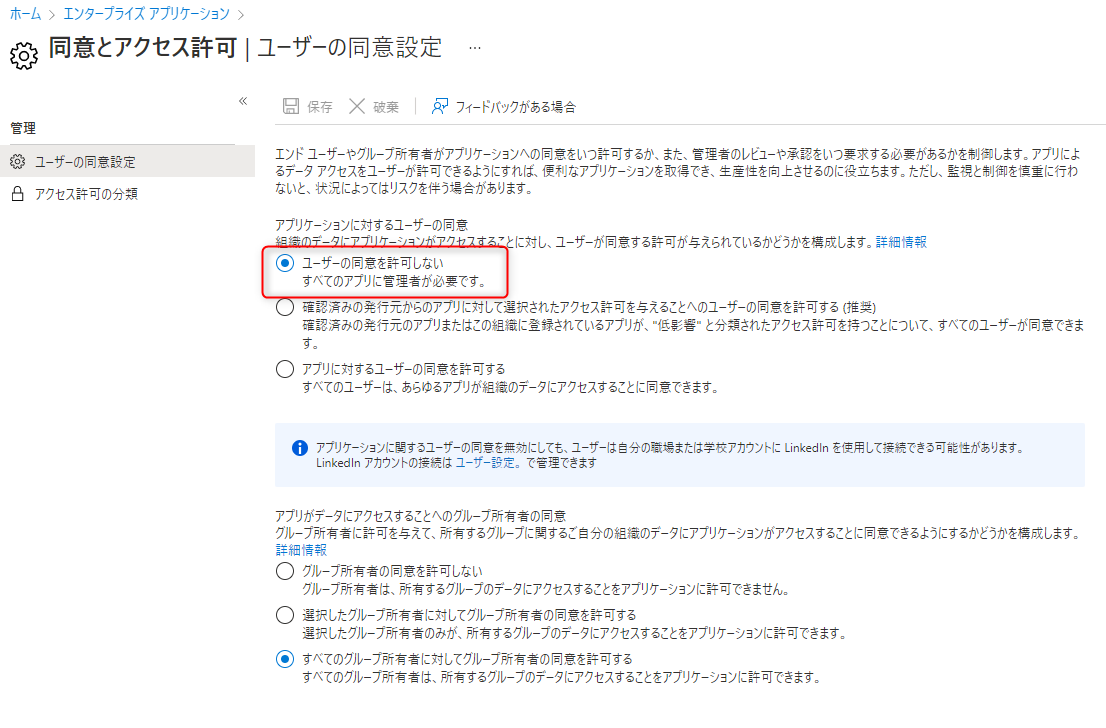 ホーム > エンタープライズ アプリケーション >
同意とアクセス許可 | ユーザーの同意設定 …
«
保存 破棄 フィードバックがある場合
管理
ユーザーの同意設定
アクセス許可の分類
エンド ユーザーやグループ所有者がアプリケーションへの同意をいつ許可するか、また、管理者のレビューや承認をいつ要求する必要があるかを制御します。アプリによ
るデータ アクセスをユーザーが許可できるようにすれば、便利なアプリケーションを取得でき、生産性を向上させるのに役立ちます。ただし、監視と制御を慎重に行わ
ないと、状況によってはリスクを伴う場合があります。
アプリケーションに対するユーザーの同意
組織のデータにアプリケーションがアクセスすることに対し、ユーザーが同意する許可が与えられているかどうかを構成します。詳細情報
ユーザーの同意を許可しない
すべてのアプリに管理者が必要です。
確認済みの発行元からのアプリに対して選択されたアクセス許可を与えることへのユーザーの同意を許可する (推奨)
確認済みの発行元のアプリまたはこの組織に登録されているアプリが、"低影響" と分類されたアクセス許可を持つことについて、すべてのユーザーが同意できま
す。
アプリに対するユーザーの同意を許可する
すべてのユーザーは、あらゆるアプリが組織のデータにアクセスすることに同意できます。
アプリケーションに関するユーザーの同意を無効にしても、ユーザーは自分の職場または学校アカウントに LinkedIn を使用して接続できる可能性があります。
LinkedIn アカウントの接続は ユーザー設定。で管理できます
アプリがデータにアクセスすることへのグループ所有者の同意
グループ所有者に許可を与えて、所有するグループに関するご自分の組織のデータにアプリケーションがアクセスすることに同意できるようにするかどうかを構成します。
詳細情報
グループ所有者の同意を許可しない
グループ所有者は、所有するグループのデータにアクセスすることをアプリケーションに許可できません。
選択したグループ所有者に対してグループ所有者の同意を許可する
選択したグループ所有者のみが、所有するグループのデータにアクセスすることをアプリケーションに許可できます。
すべてのグループ所有者に対してグループ所有者の同意を許可する
すべてのグループ所有者は、所有するグループのデータにアクセスすることをアプリケーションに許可できます。